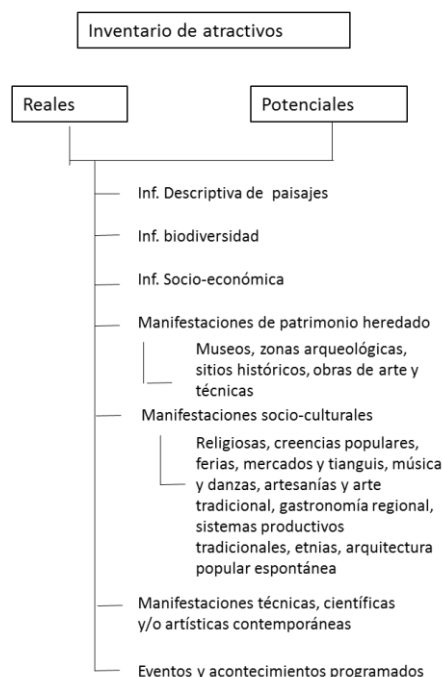 Inventario de atractivos
Reales
Potenciales
Inf. Descriptiva de paisajes
Inf. biodiversidad
Inf. Socio-económica
Manifestaciones de patrimonio heredado
Museos, zonas arqueológicas,
sitios históricos, obras de arte y
técnicas
Manifestaciones socio-culturales
Religiosas, creencias populares,
ferias, mercados y tianguis, música
y danzas, artesanías y arte
tradicional, gastronomía regional,
sistemas productivos
tradicionales, etnias, arquitectura
popular espontánea
Manifestaciones técnicas, científicas
y/o artísticas contemporáneas
Eventos y acontecimientos programados